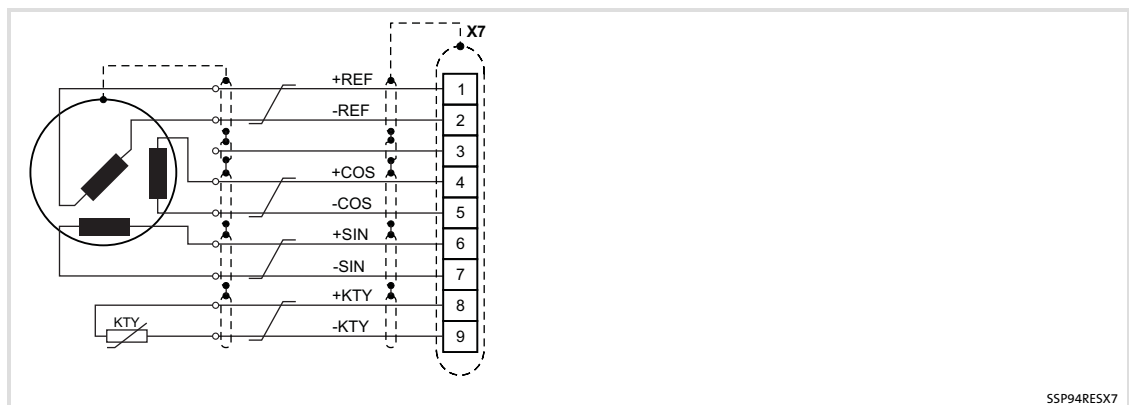 X7
+REF
1
-REF
2
3
+COS
4
-COS
5
+SIN
6
-SIN
7
+KTY
8
KTY
-KTY
9
SSP94RESX7